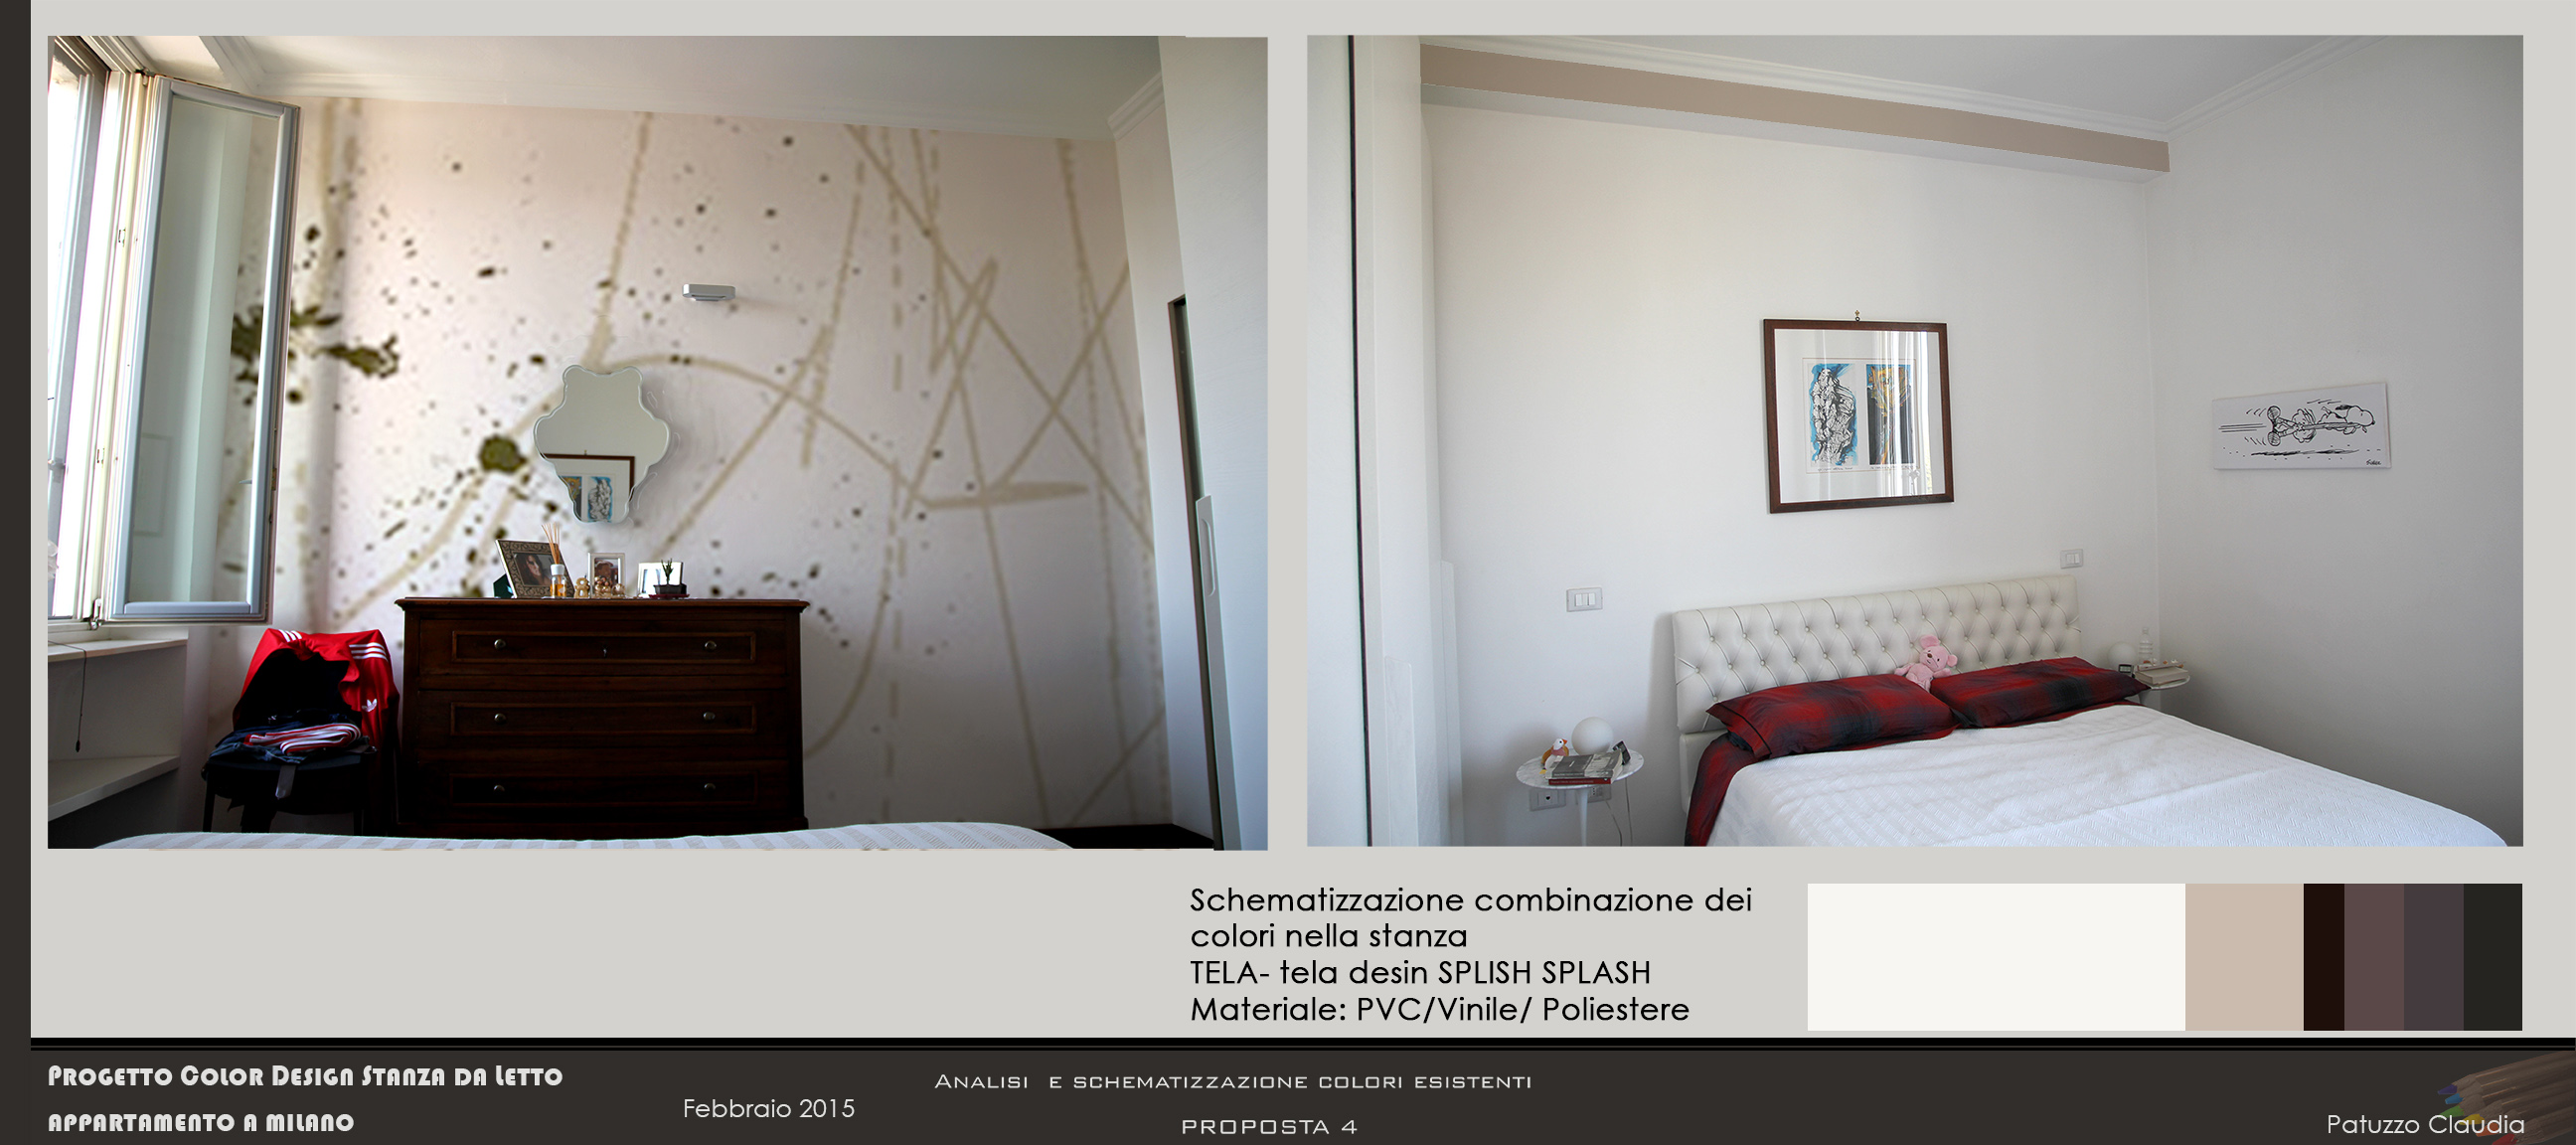 Schematizzazione combinazione dei
colori nella stanza
TELA- tela desin SPLISH SPLASH
Materiale: PVC/Vinile/ Poliestere
PROGETTO COLOR DESIGN STANZA DA LETTO
APPARTAMENTO A MILANO
Febbraio 2015
ANALISI E SCHEMATIZZAZIONE COLORI ESISTENTI
PROPOSTA 4
Patuzzo Claudia